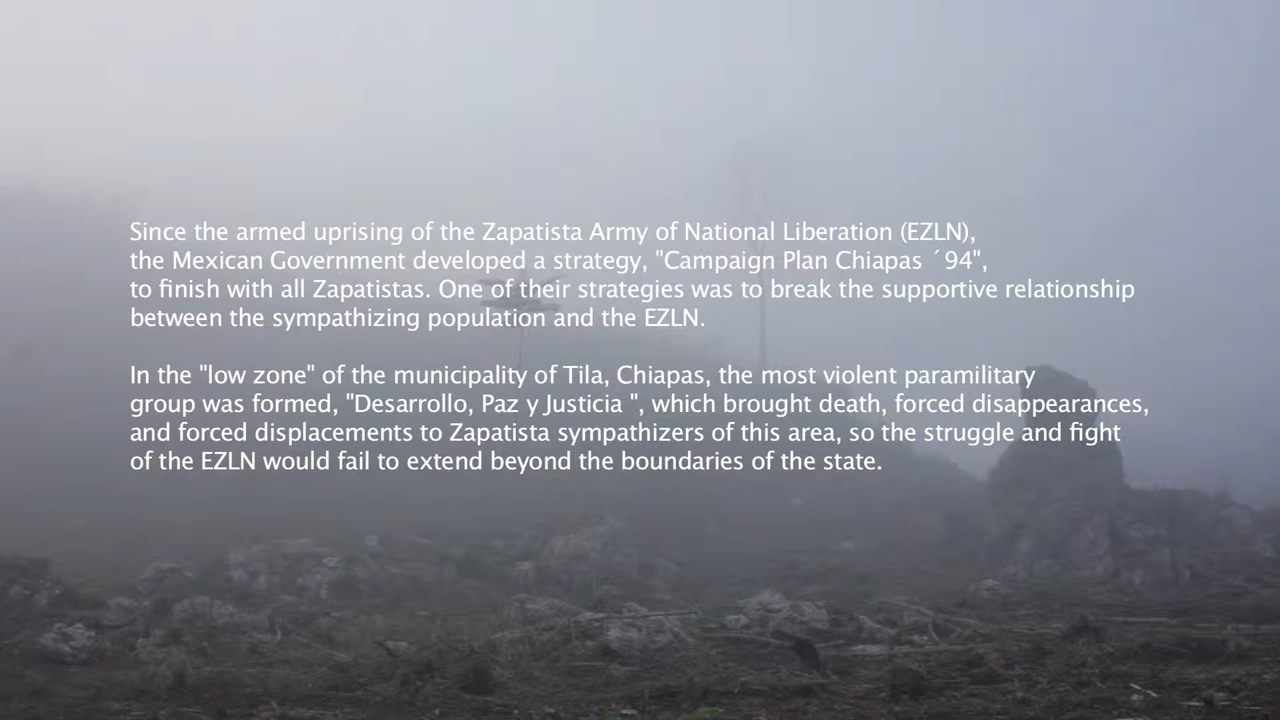 Since the armed uprising of the Zapatista Army of National Liberation (EZLN),
the Mexican Government developed a strategy, "Campaign Plan Chiapas ´94",
to finish with all Zapatistas. One of their strategies was to break the supportive relationship
between the sympathizing population and the EZLN.
In the "low zone" of the municipality of Tila, Chiapas, the most violent paramilitary
group was formed, "Desarrollo, Paz y Justicia ", which brought death, forced disappearances,
and forced displacements to Zapatista sympathizers of this area, so the struggle and fight
of the EZLN would fail to extend beyond the boundaries of the state.